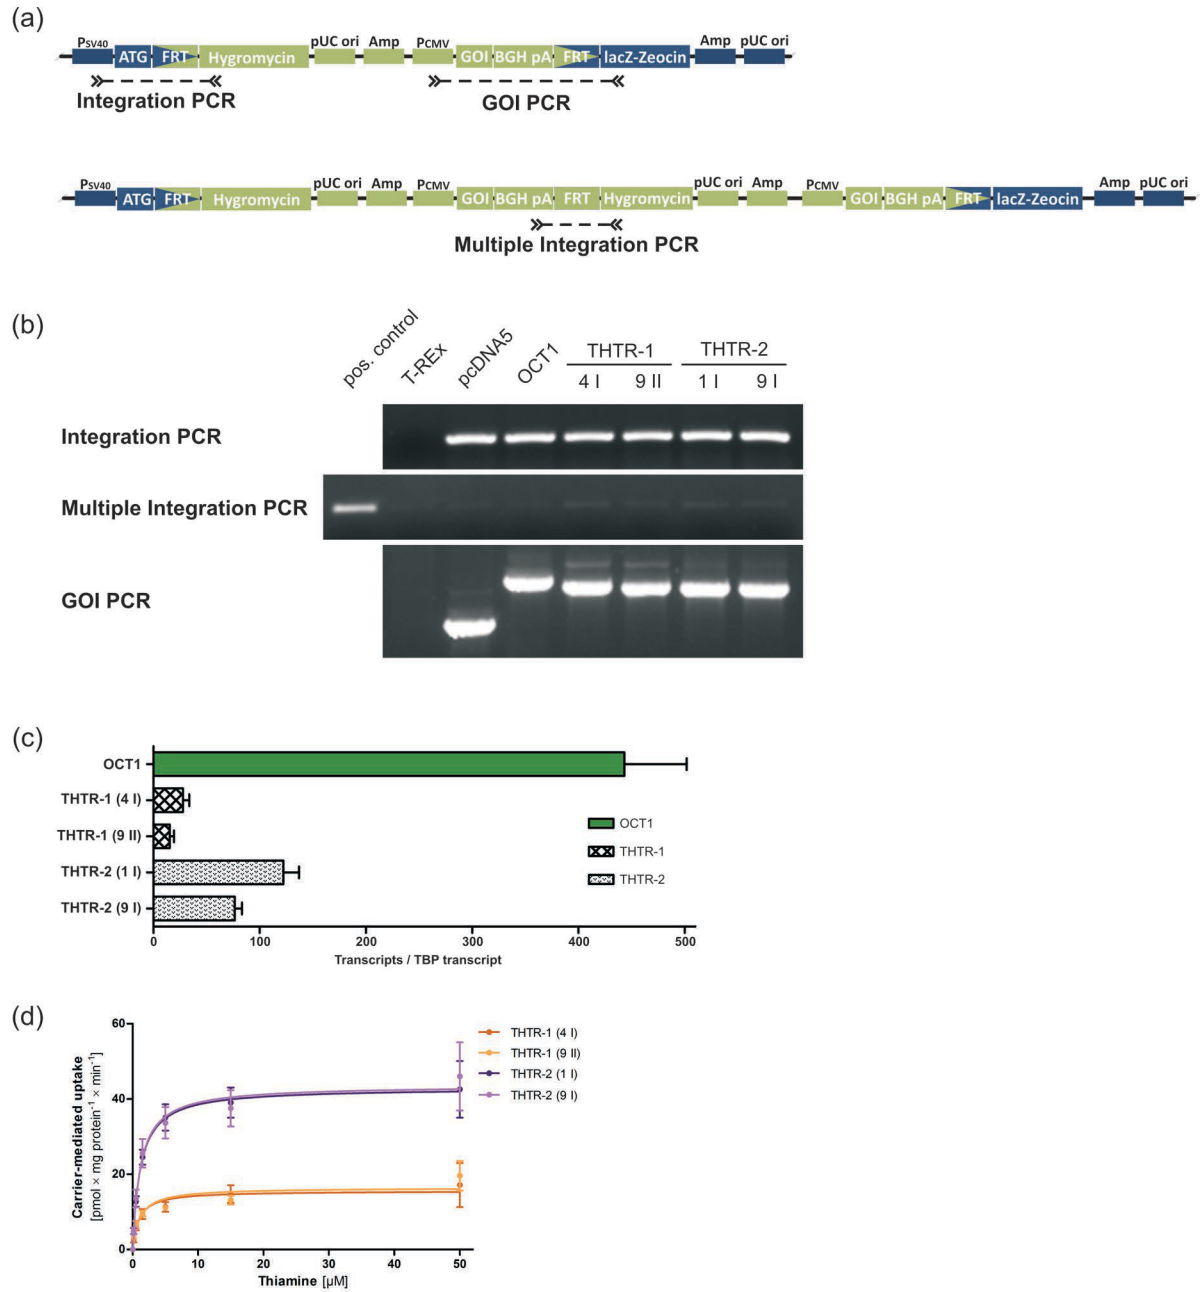 (a)
PSV40 ATG FRT Hygromycin pUC ori Amp PCMV GOI BGH pA FRT lacZ-Zeocin Amp pUC ori
Integration PCR GOI PCR
PSV40 ATG FRT Hygromycin pUC ori Amp PCMV GOI BGH pA FRT Hygromycin pUC ori Amp PCMV GOI BGH pA FRT lacZ-Zeocin Amp pUC ori
Multiple Integration PCR
(b)
pos. control T-REx pcDNA5 OCT1 THTR-1 THTR-2
4 I 9 II 1 I 9 I
Integration PCR
Multiple Integration PCR
GOI PCR
(c)
OCT1
THTR-1 (4 I)
THTR-1 (9 II)
THTR-2 (1 I)
THTR-2 (9 I)
OCT1
THTR-1
THTR-2
0 100 200 300 400 500
Transcripts / TBP transcript
(d)
Carrier-mediated uptake
[pmol × mg protein⁻¹ × min⁻¹]
60
40
20
0
THTR-1 (4 I)
THTR-1 (9 II)
THTR-2 (1 I)
THTR-2 (9 I)
0 10 20 30 40 50
Thiamine [µM]